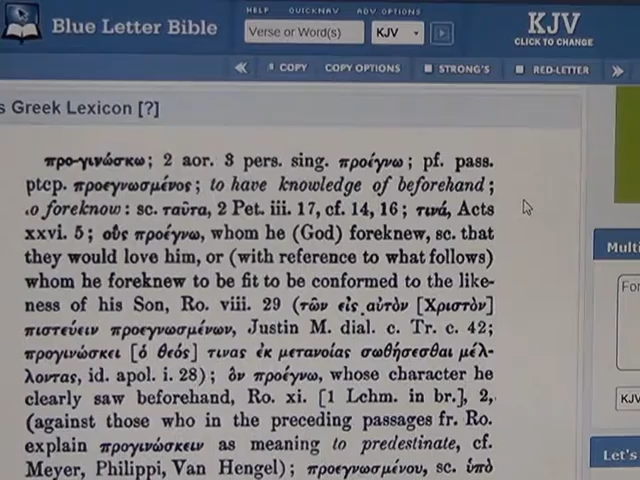 HELP QUICKNAV ADV. OPTIONS
Blue Letter Bible
Verse or Word(s)
KJV
KJV
CLICK TO CHANGE
COPY COPY OPTIONS STRONG'S RED-LETTER
s Greek Lexicon [?]
προ-γινώσκω; 2 aor. 3 pers. sing. προέγνω; pf. pass.
ptcp. προεγνωσμένος; to have knowledge of beforehand;
to foreknow: sc. ταῦτα, 2 Pet. iii. 17, cf. 14, 16; τινά, Acts
xxvi. 5; οὓς προέγνω, whom he (God) foreknew, sc. that
they would love him, or (with reference to what follows)
whom he foreknew to be fit to be conformed to the like-
ness of his Son, Ro. viii. 29 (τῶν εἰς αὐτὸν [Χριστὸν]
πιστεύειν προεγνωσμένων, Justin M. dial. c. Tr. c. 42;
προγινώσκει [ὁ θεός] τινας ἐκ μετανοίας σωθήσεσθαι μέλ-
λοντας, id. apol. i. 28); ὃν προέγνω, whose character he
clearly saw beforehand, Ro. xi. [1 Lchm. in br.], 2,
(against those who in the preceding passages fr. Ro.
explain προγινώσκειν as meaning to predestinate, cf.
Meyer, Philippi, Van Hengel); προεγνωσμένου, sc. ὑπὸ
Multi
For
KJV
Let's